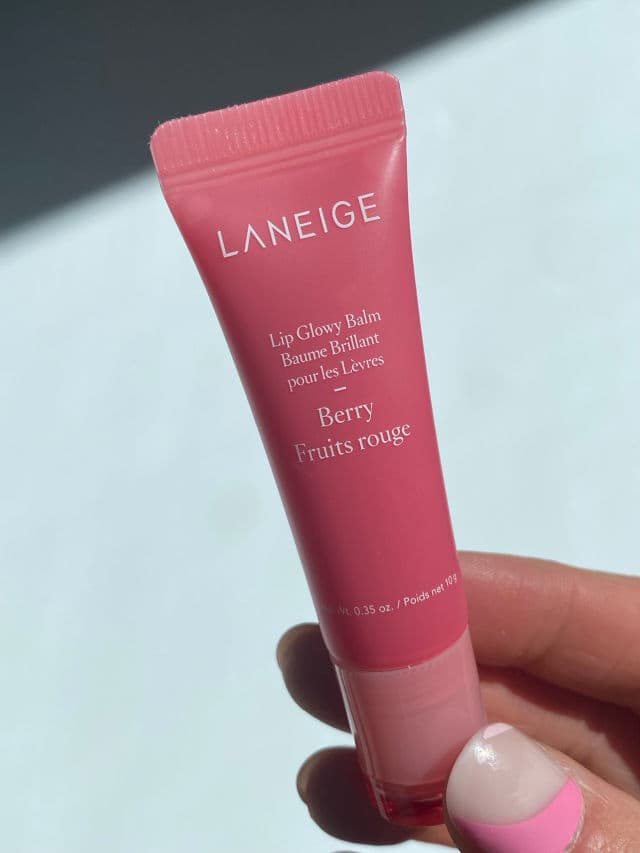 LANEIGE
Lip Glowy Balm
Baume Brillant
pour les Lèvres
Berry
Fruits rouge
0.35 oz. / Poids net 10 g